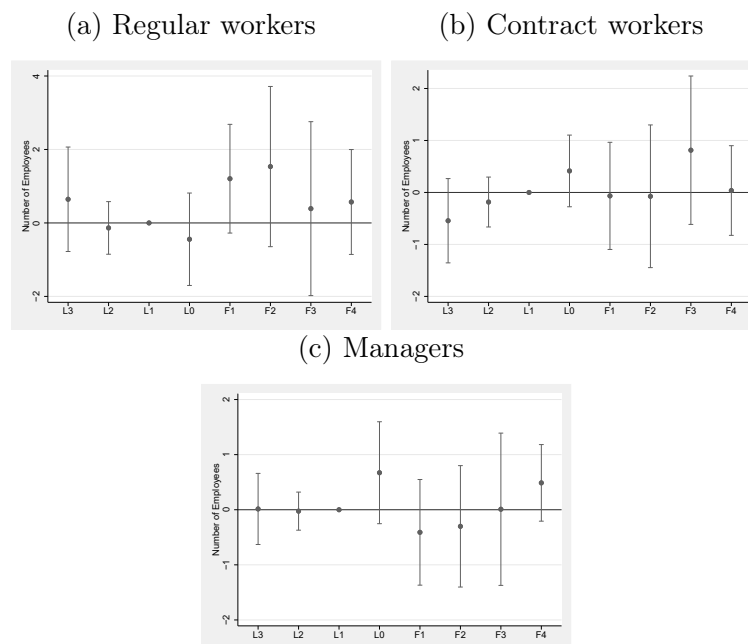 (a) Regular workers
(b) Contract workers
Number of Employees
4
2
0
−2
L3 L2 L1 L0 F1 F2 F3 F4
Number of Employees
2
1
0
−1
−2
L3 L2 L1 L0 F1 F2 F3 F4
(c) Managers
Number of Employees
2
1
0
−1
−2
L3 L2 L1 L0 F1 F2 F3 F4